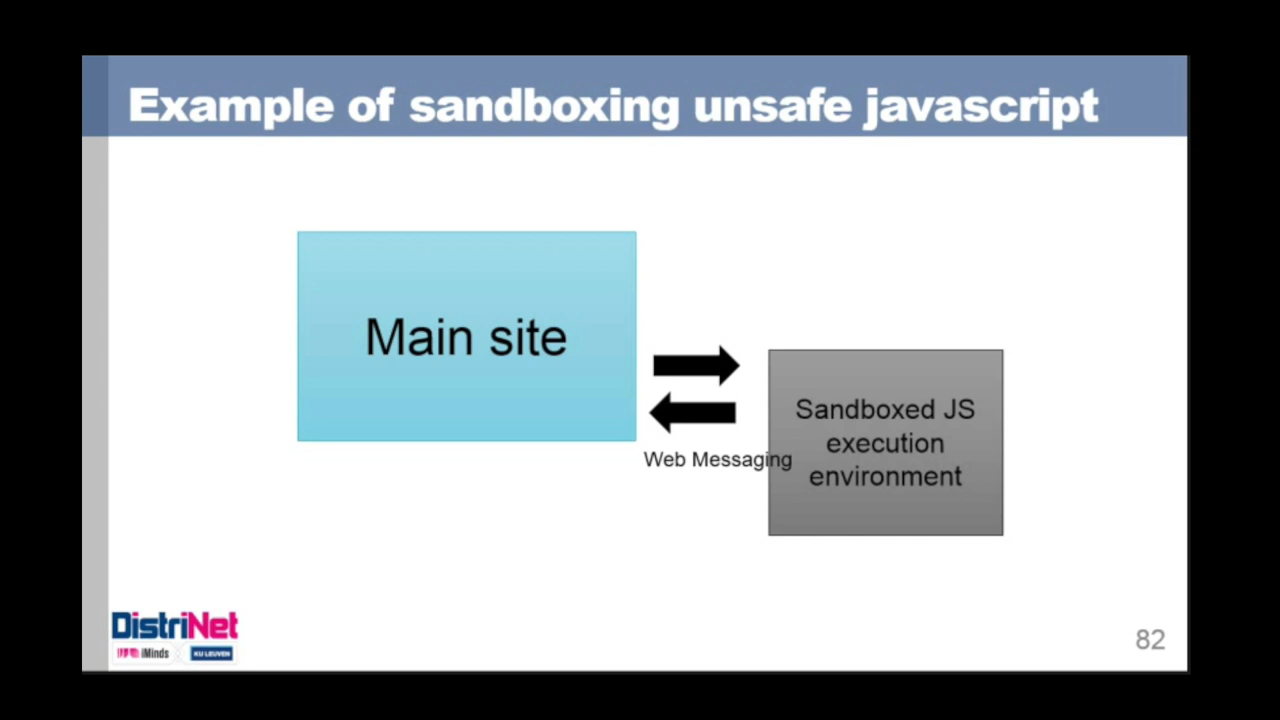 Example of sandboxing unsafe javascript
Main site
Sandboxed JS
execution
environment
Web Messaging
DistriNet
iMinds
KU LEUVEN
82